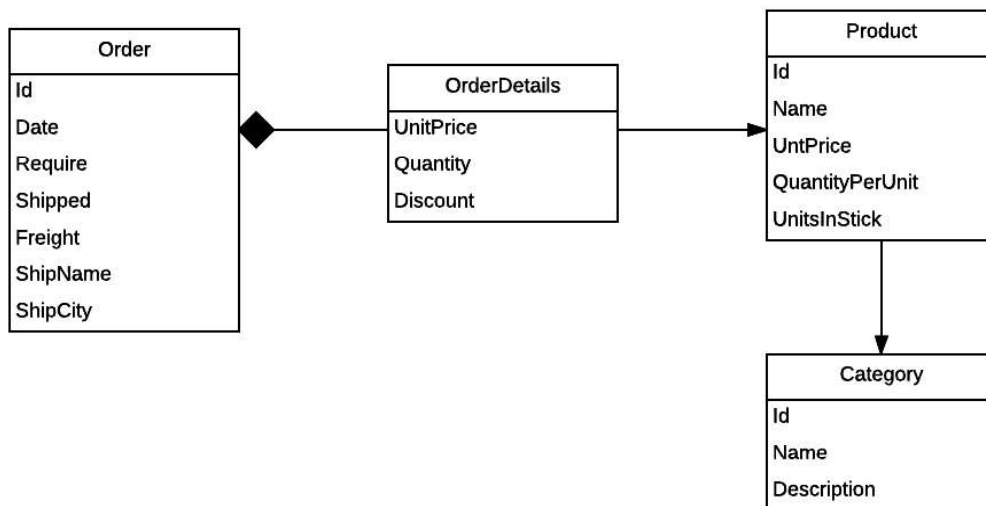 Order
Id
Date
Require
Shipped
Freight
ShipName
ShipCity
OrderDetails
UnitPrice
Quantity
Discount
Product
Id
Name
UntPrice
QuantityPerUnit
UnitsInStick
Category
Id
Name
Description